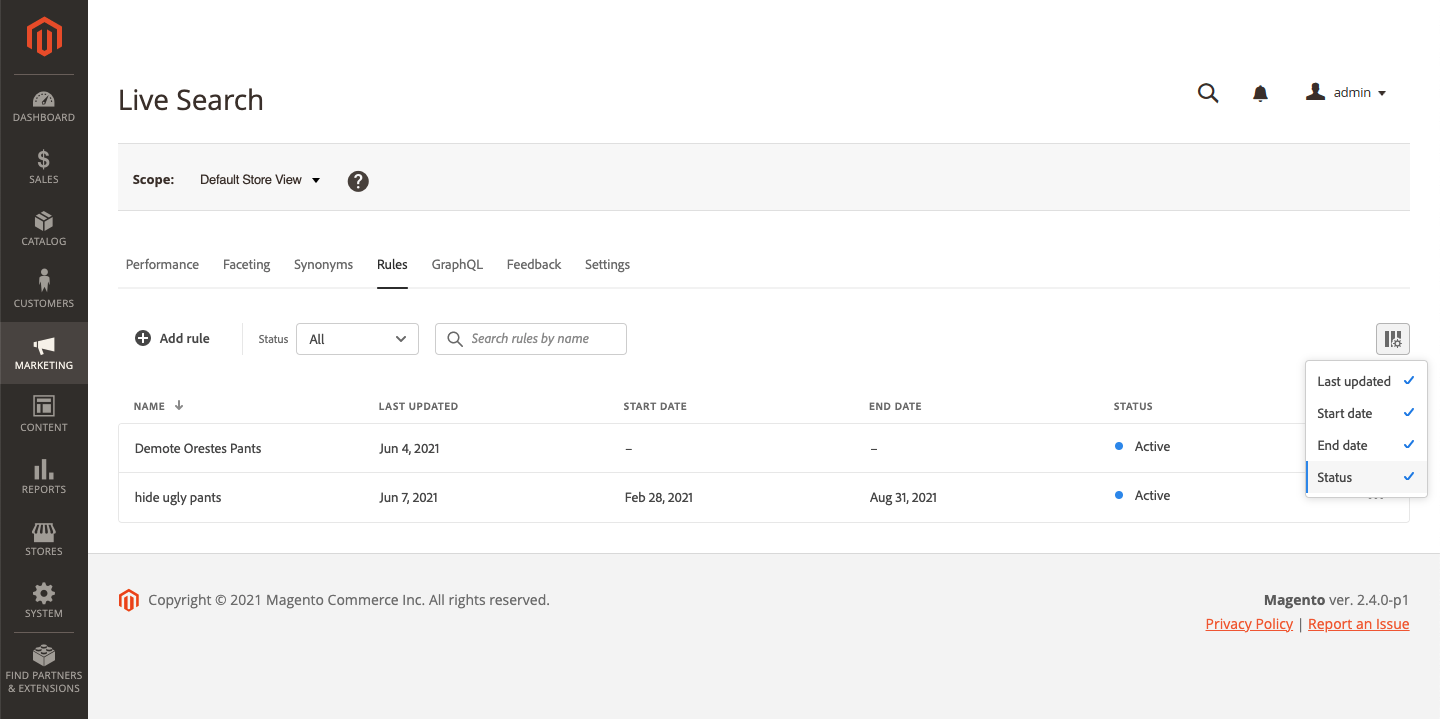 Live Search
admin
Scope: Default Store View ?
DASHBOARD
SALES
CATALOG
CUSTOMERS
MARKETING
CONTENT
REPORTS
STORES
SYSTEM
FIND PARTNERS
& EXTENSIONS
Performance Faceting Synonyms Rules GraphQL Feedback Settings
Add rule Status All Search rules by name
Last updated
Start date
End date
Status
NAME LAST UPDATED START DATE END DATE STATUS
Demote Orestes Pants Jun 4, 2021 – – Active
hide ugly pants Jun 7, 2021 Feb 28, 2021 Aug 31, 2021 Active
Copyright © 2021 Magento Commerce Inc. All rights reserved.
Magento ver. 2.4.0-p1
Privacy Policy | Report an Issue